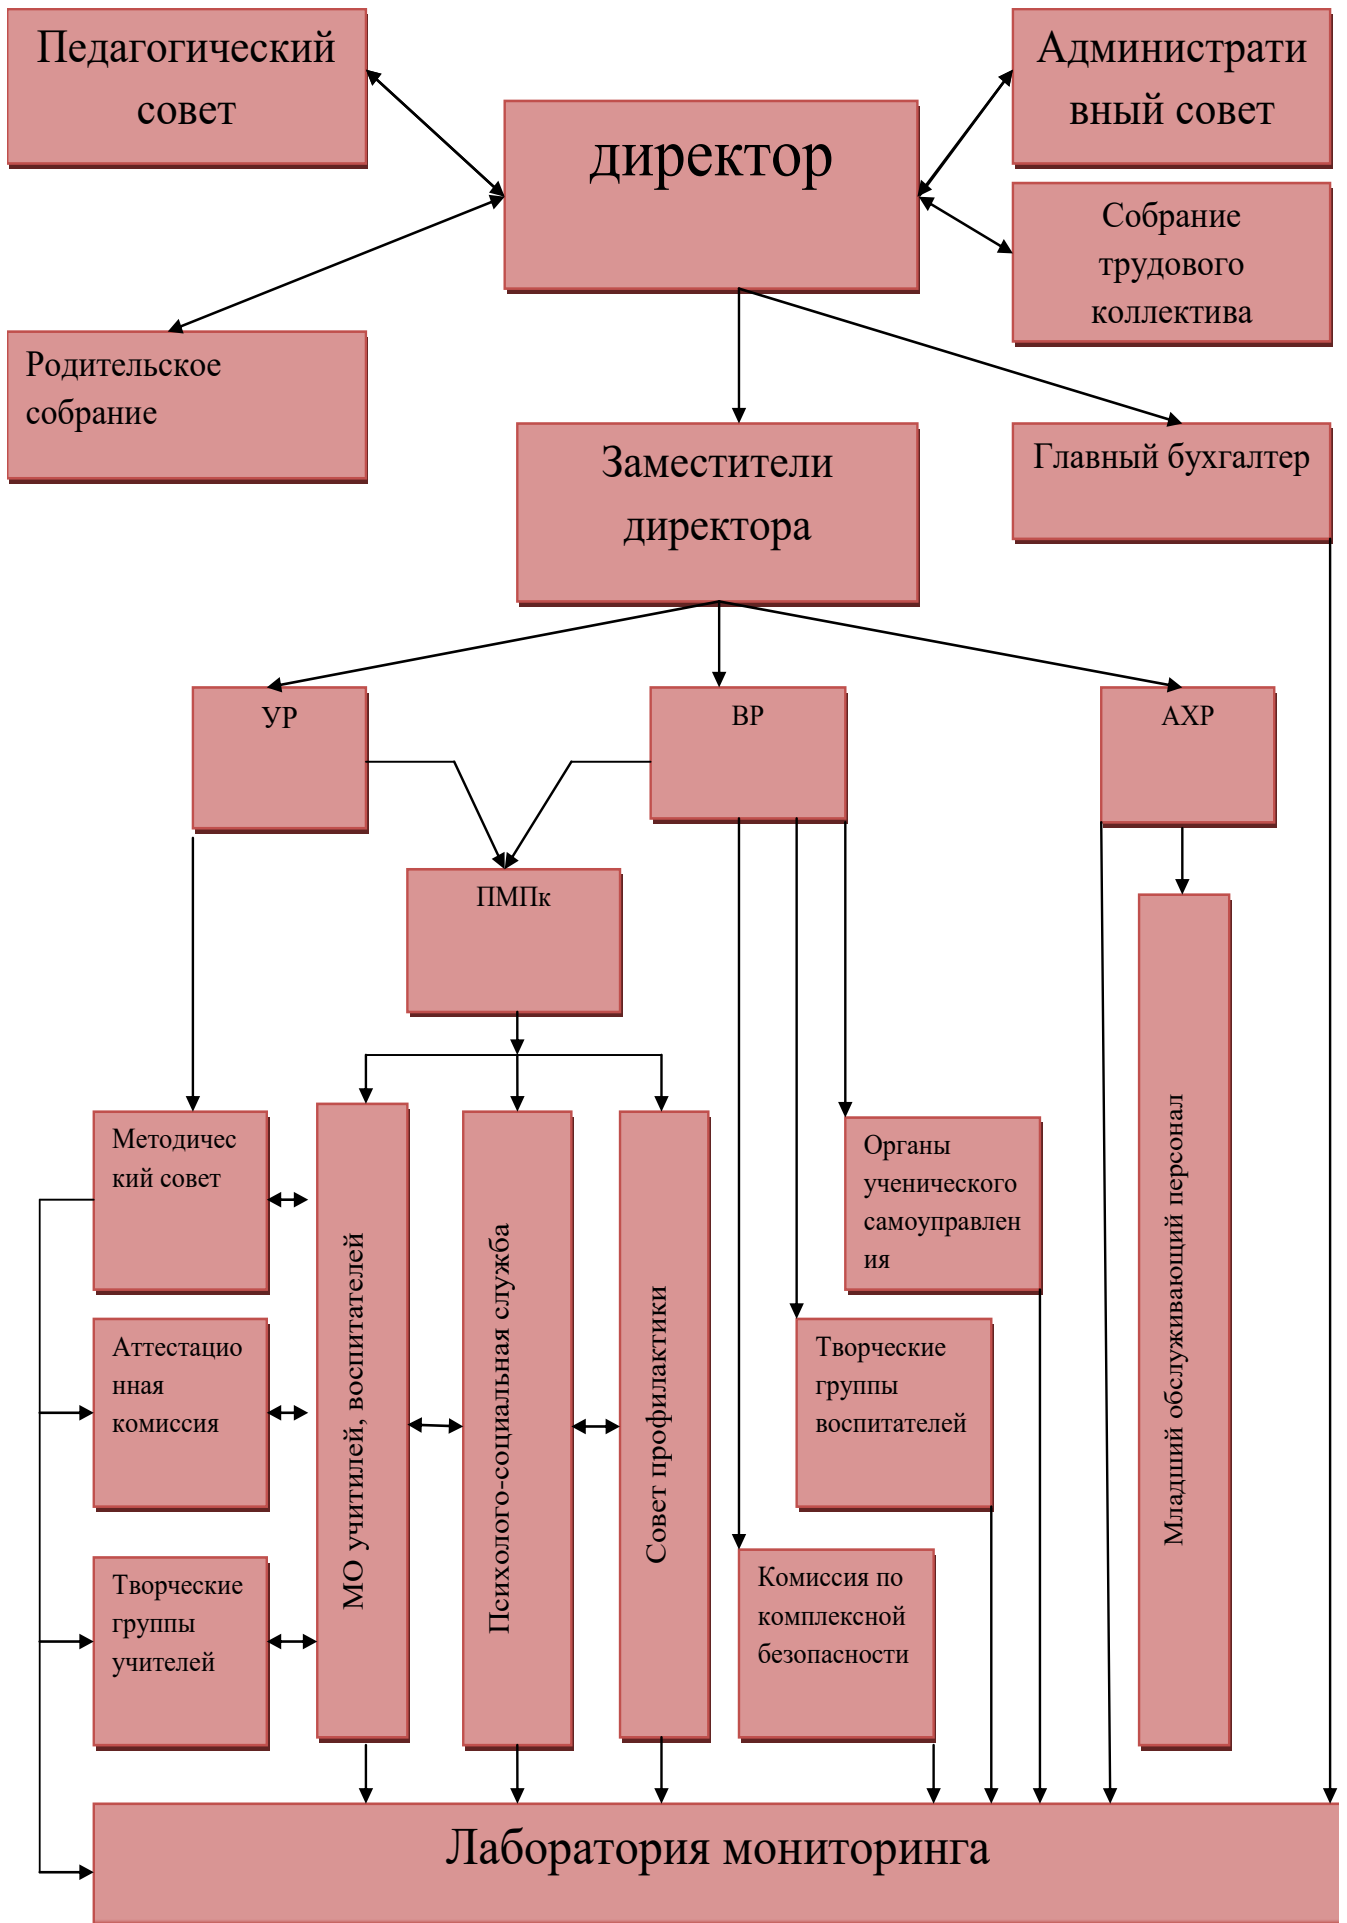 Педагогический
совет
Администрати
вный совет
директор
Собрание
трудового
коллектива
Родительское
собрание
Заместители
директора
Главный бухгалтер
УР
ВР
АХР
ПМПк
Методичес
кий совет
Аттестацио
нная
комиссия
Творческие
группы
учителей
МО учитилей, воспитателей
Психолого-социальная служба
Совет профилактики
Органы
ученического
самоуправлен
ия
Творческие
группы
воспитателей
Комиссия по
комплексной
безопасности
Младший обслуживающий персонал
Лаборатория мониторинга